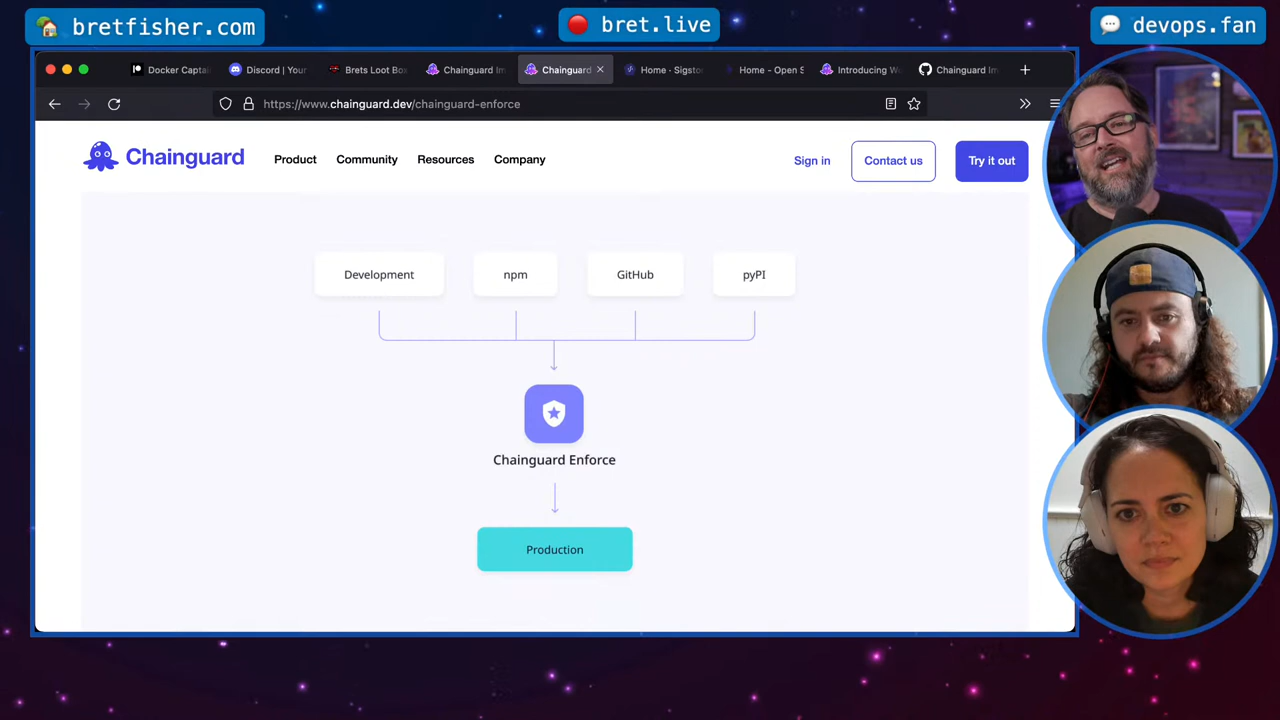 bretfisher.com
bret.live
devops.fan
Docker Capta
Discord | Your
Brets Loot Bo
Chainguard Im
Chainguard
Home - Sigsto
Home - Open S
Introducing W
Chainguard Im
https://www.chainguard.dev/chainguard-enforce
Chainguard
Product
Community
Resources
Company
Sign in
Contact us
Try it out
Development
npm
GitHub
pyPI
Chainguard Enforce
Production